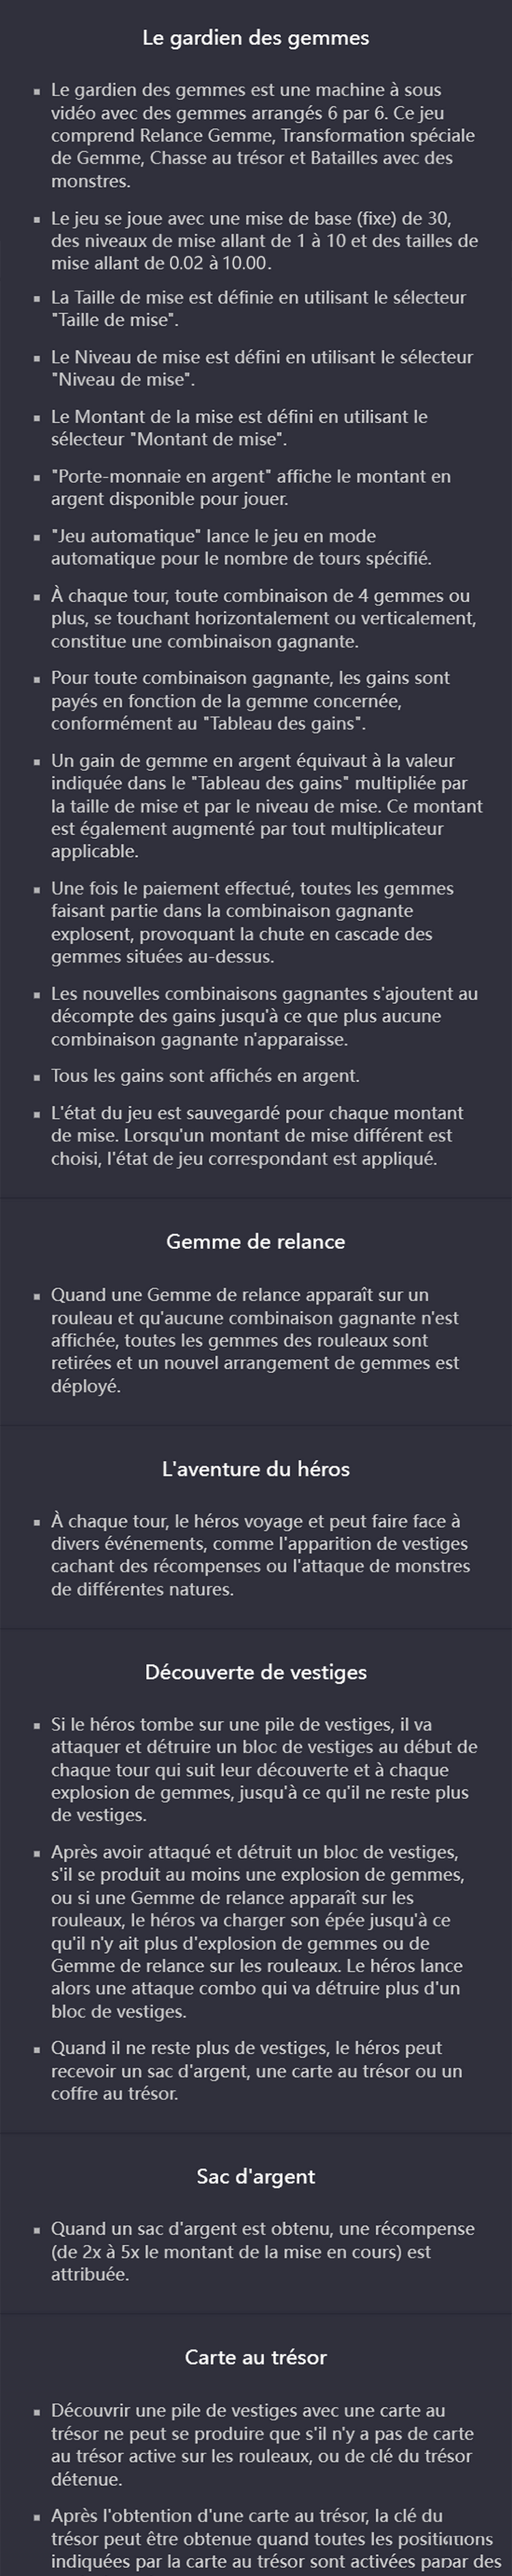 Le gardien des gemmes
▪ Le gardien des gemmes est une machine à sous
vidéo avec des gemmes arrangés 6 par 6. Ce jeu
comprend Relance Gemme, Transformation spéciale
de Gemme, Chasse au trésor et Batailles avec des
monstres.
▪ Le jeu se joue avec une mise de base (fixe) de 30,
des niveaux de mise allant de 1 à 10 et des tailles de
mise allant de 0.02 à 10.00.
▪ La Taille de mise est définie en utilisant le sélecteur
"Taille de mise".
▪ Le Niveau de mise est défini en utilisant le sélecteur
"Niveau de mise".
▪ Le Montant de la mise est défini en utilisant le
sélecteur "Montant de mise".
▪ "Porte-monnaie en argent" affiche le montant en
argent disponible pour jouer.
▪ "Jeu automatique" lance le jeu en mode
automatique pour le nombre de tours spécifié.
▪ À chaque tour, toute combinaison de 4 gemmes ou
plus, se touchant horizontalement ou verticalement,
constitue une combinaison gagnante.
▪ Pour toute combinaison gagnante, les gains sont
payés en fonction de la gemme concernée,
conformément au "Tableau des gains".
▪ Un gain de gemme en argent équivaut à la valeur
indiquée dans le "Tableau des gains" multipliée par
la taille de mise et par le niveau de mise. Ce montant
est également augmenté par tout multiplicateur
applicable.
▪ Une fois le paiement effectué, toutes les gemmes
faisant partie dans la combinaison gagnante
explosent, provoquant la chute en cascade des
gemmes situées au-dessus.
▪ Les nouvelles combinaisons gagnantes s'ajoutent au
décompte des gains jusqu'à ce que plus aucune
combinaison gagnante n'apparaisse.
▪ Tous les gains sont affichés en argent.
▪ L'état du jeu est sauvegardé pour chaque montant
de mise. Lorsqu'un montant de mise différent est
choisi, l'état de jeu correspondant est appliqué.
Gemme de relance
▪ Quand une Gemme de relance apparaît sur un
rouleau et qu'aucune combinaison gagnante n'est
affichée, toutes les gemmes des rouleaux sont
retirées et un nouvel arrangement de gemmes est
déployé.
L'aventure du héros
▪ À chaque tour, le héros voyage et peut faire face à
divers événements, comme l'apparition de vestiges
cachant des récompenses ou l'attaque de monstres
de différentes natures.
Découverte de vestiges
▪ Si le héros tombe sur une pile de vestiges, il va
attaquer et détruire un bloc de vestiges au début de
chaque tour qui suit leur découverte et à chaque
explosion de gemmes, jusqu'à ce qu'il ne reste plus
de vestiges.
▪ Après avoir attaqué et détruit un bloc de vestiges,
s'il se produit au moins une explosion de gemmes,
ou si une Gemme de relance apparaît sur les
rouleaux, le héros va charger son épée jusqu'à ce
qu'il n'y ait plus d'explosion de gemmes ou de
Gemme de relance sur les rouleaux. Le héros lance
alors une attaque combo qui va détruire plus d'un
bloc de vestiges.
▪ Quand il ne reste plus de vestiges, le héros peut
recevoir un sac d'argent, une carte au trésor ou un
coffre au trésor.
Sac d'argent
▪ Quand un sac d'argent est obtenu, une récompense
(de 2x à 5x le montant de la mise en cours) est
attribuée.
Carte au trésor
▪ Découvrir une pile de vestiges avec une carte au
trésor ne peut se produire que s'il n'y a pas de carte
au trésor active sur les rouleaux, ou de clé du trésor
détenue.
▪ Après l'obtention d'une carte au trésor, la clé du
trésor peut être obtenue quand toutes les
indiquées par la carte au trésor sont activées des